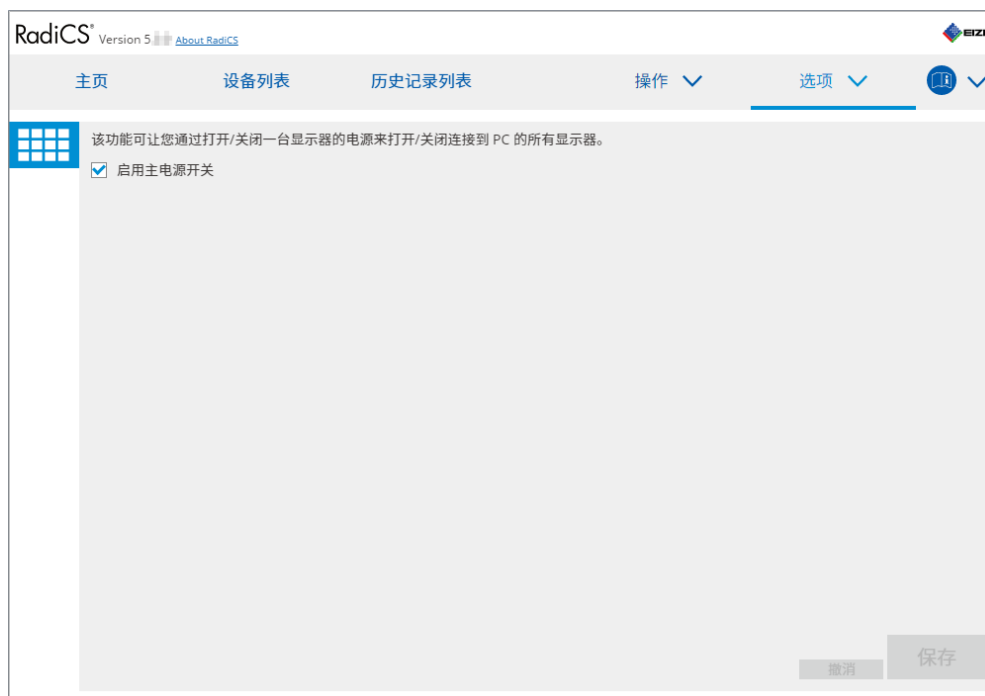 RadiCS® Version 5. About RadiCS
EIZ
主页 设备列表 历史记录列表 操作 选项
该功能可让您通过打开/关闭一台显示器的电源来打开/关闭连接到 PC 的所有显示器。
启用主电源开关
撤消 保存